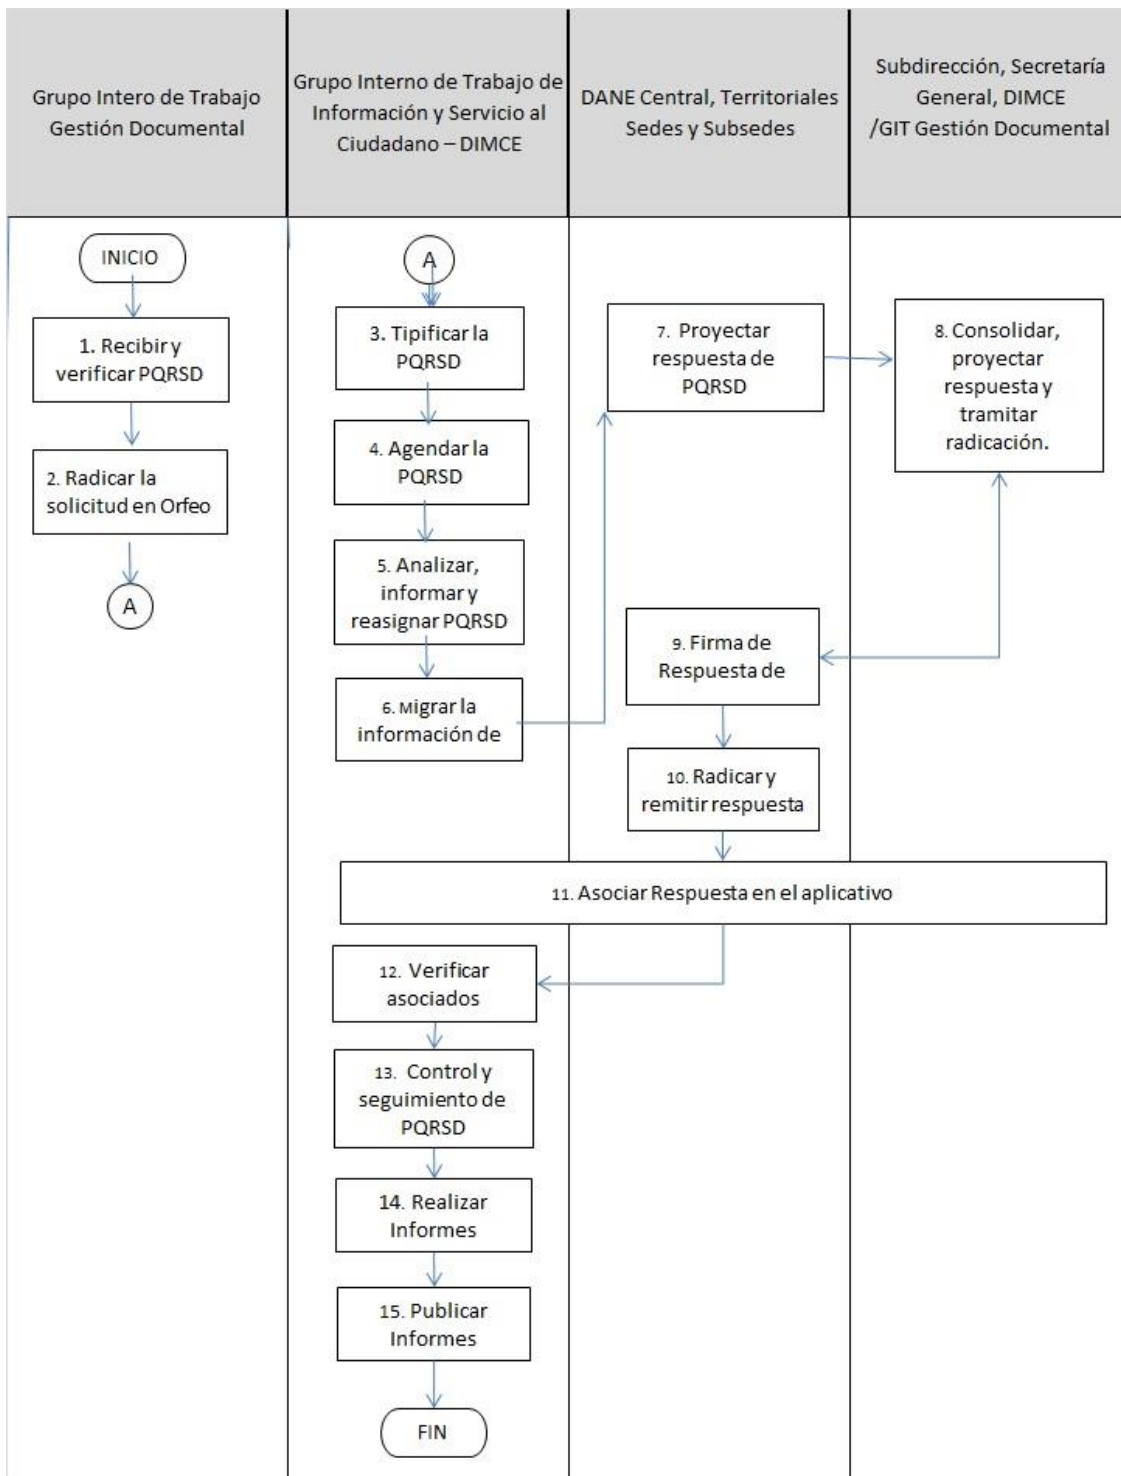 Grupo Intero de Trabajo
Gestión Documental
Grupo Interno de Trabajo de
Información y Servicio al
Ciudadano – DIMCE
DANE Central, Territoriales
Sedes y Subsedes
Subdirección, Secretaría
General, DIMCE
/GIT Gestión Documental
INICIO
1. Recibir y
verificar PQRSD
2. Radicar la
solicitud en Orfeo
A
A
3. Tipificar la
PQRSD
4. Agendar la
PQRSD
5. Analizar,
informar y
reasignar PQRSD
6. Migrar la
información de
7. Proyectar
respuesta de
PQRSD
8. Consolidar,
proyectar
respuesta y
tramitar
radicación.
9. Firma de
Respuesta de
10. Radicar y
remitir respuesta
11. Asociar Respuesta en el aplicativo
12. Verificar
asociados
13. Control y
seguimiento de
PQRSD
14. Realizar
Informes
15. Publicar
Informes
FIN